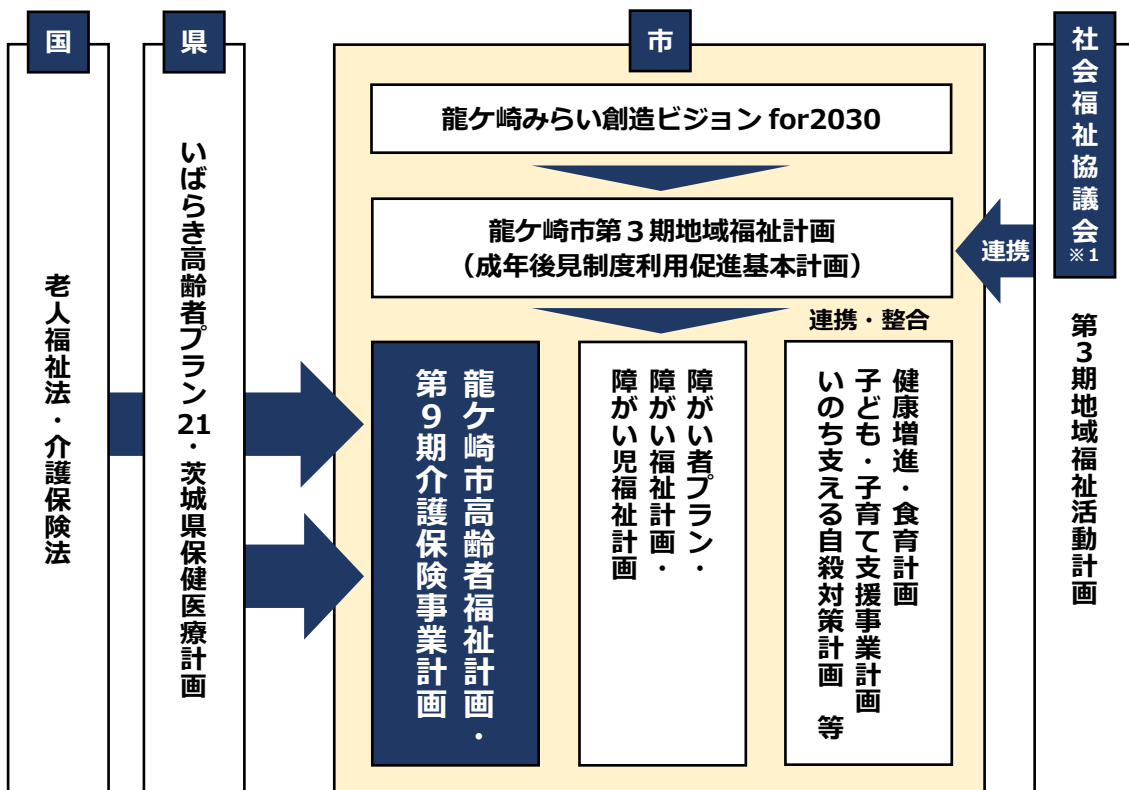 国
老人福祉法・介護保険法
県
いばらき高齢者プラン21・茨城県保健医療計画
市
龍ケ崎みらい創造ビジョン for2030
龍ケ崎市第３期地域福祉計画
（成年後見制度利用促進基本計画）
連携・整合
龍ケ崎市高齢者福祉計画・
第９期介護保険事業計画
障がい者プラン・
障がい福祉計画・
障がい児福祉計画
健康増進・食育計画
子ども・子育て支援事業計画
いのち支える自殺対策計画　等
連携
社会福祉協議会
※1
第３期地域福祉活動計画